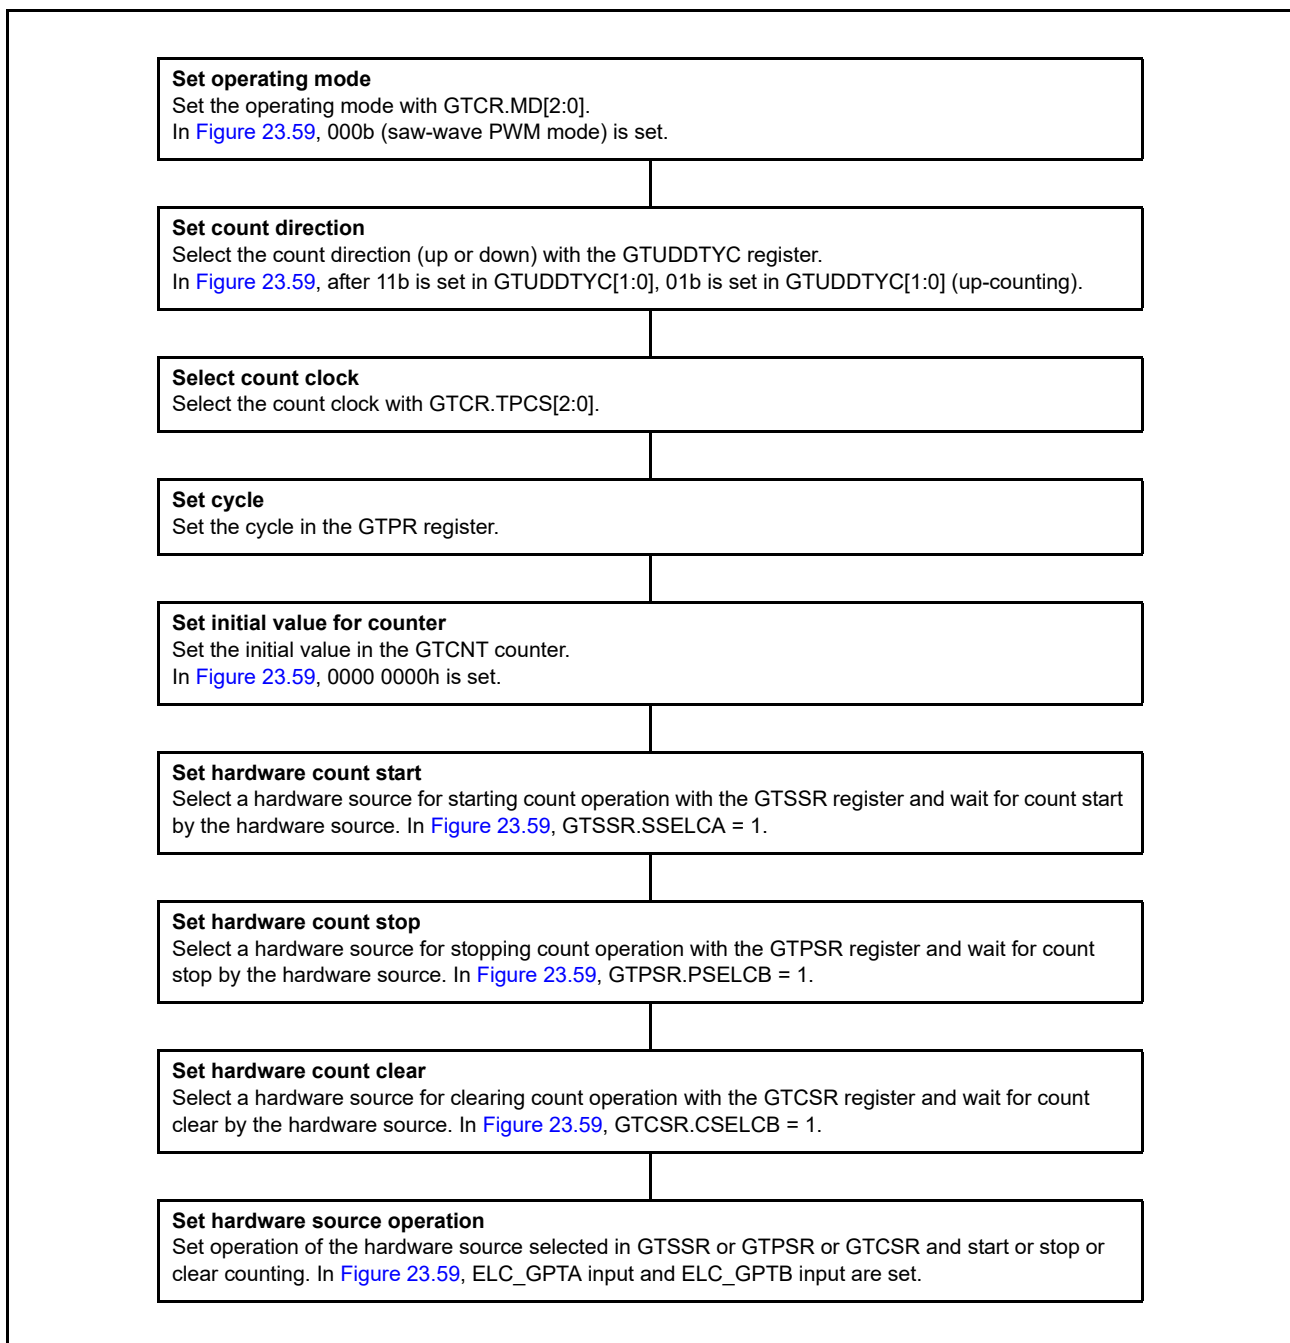 Set operating mode
Set the operating mode with GTCR.MD[2:0].
In Figure 23.59, 000b (saw-wave PWM mode) is set.
Set count direction
Select the count direction (up or down) with the GTUDDTYC register.
In Figure 23.59, after 11b is set in GTUDDTYC[1:0], 01b is set in GTUDDTYC[1:0] (up-counting).
Select count clock
Select the count clock with GTCR.TPCS[2:0].
Set cycle
Set the cycle in the GTPR register.
Set initial value for counter
Set the initial value in the GTCNT counter.
In Figure 23.59, 0000 0000h is set.
Set hardware count start
Select a hardware source for starting count operation with the GTSSR register and wait for count start
by the hardware source. In Figure 23.59, GTSSR.SSELCA = 1.
Set hardware count stop
Select a hardware source for stopping count operation with the GTPSR register and wait for count
stop by the hardware source. In Figure 23.59, GTPSR.PSELCB = 1.
Set hardware count clear
Select a hardware source for clearing count operation with the GTCSR register and wait for count
clear by the hardware source. In Figure 23.59, GTCSR.CSELCB = 1.
Set hardware source operation
Set operation of the hardware source selected in GTSSR or GTPSR or GTCSR and start or stop or
clear counting. In Figure 23.59, ELC_GPTA input and ELC_GPTB input are set.